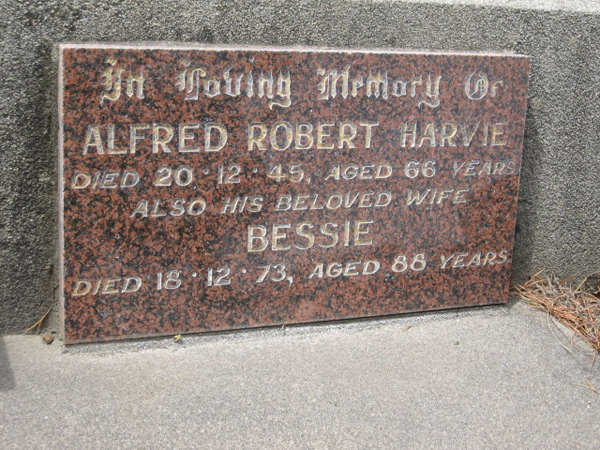 In Loving Memory Of
ALFRED ROBERT HARVIE
DIED 20·12·45, AGED 66 YEARS.
ALSO HIS BELOVED WIFE
BESSIE
DIED 18·12·73, AGED 88 YEARS.